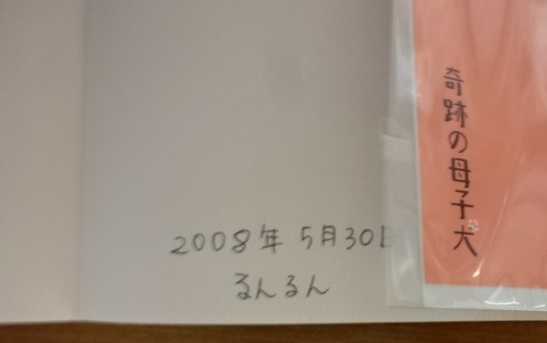 2008年 5月30日
るんるん
奇跡の母子犬